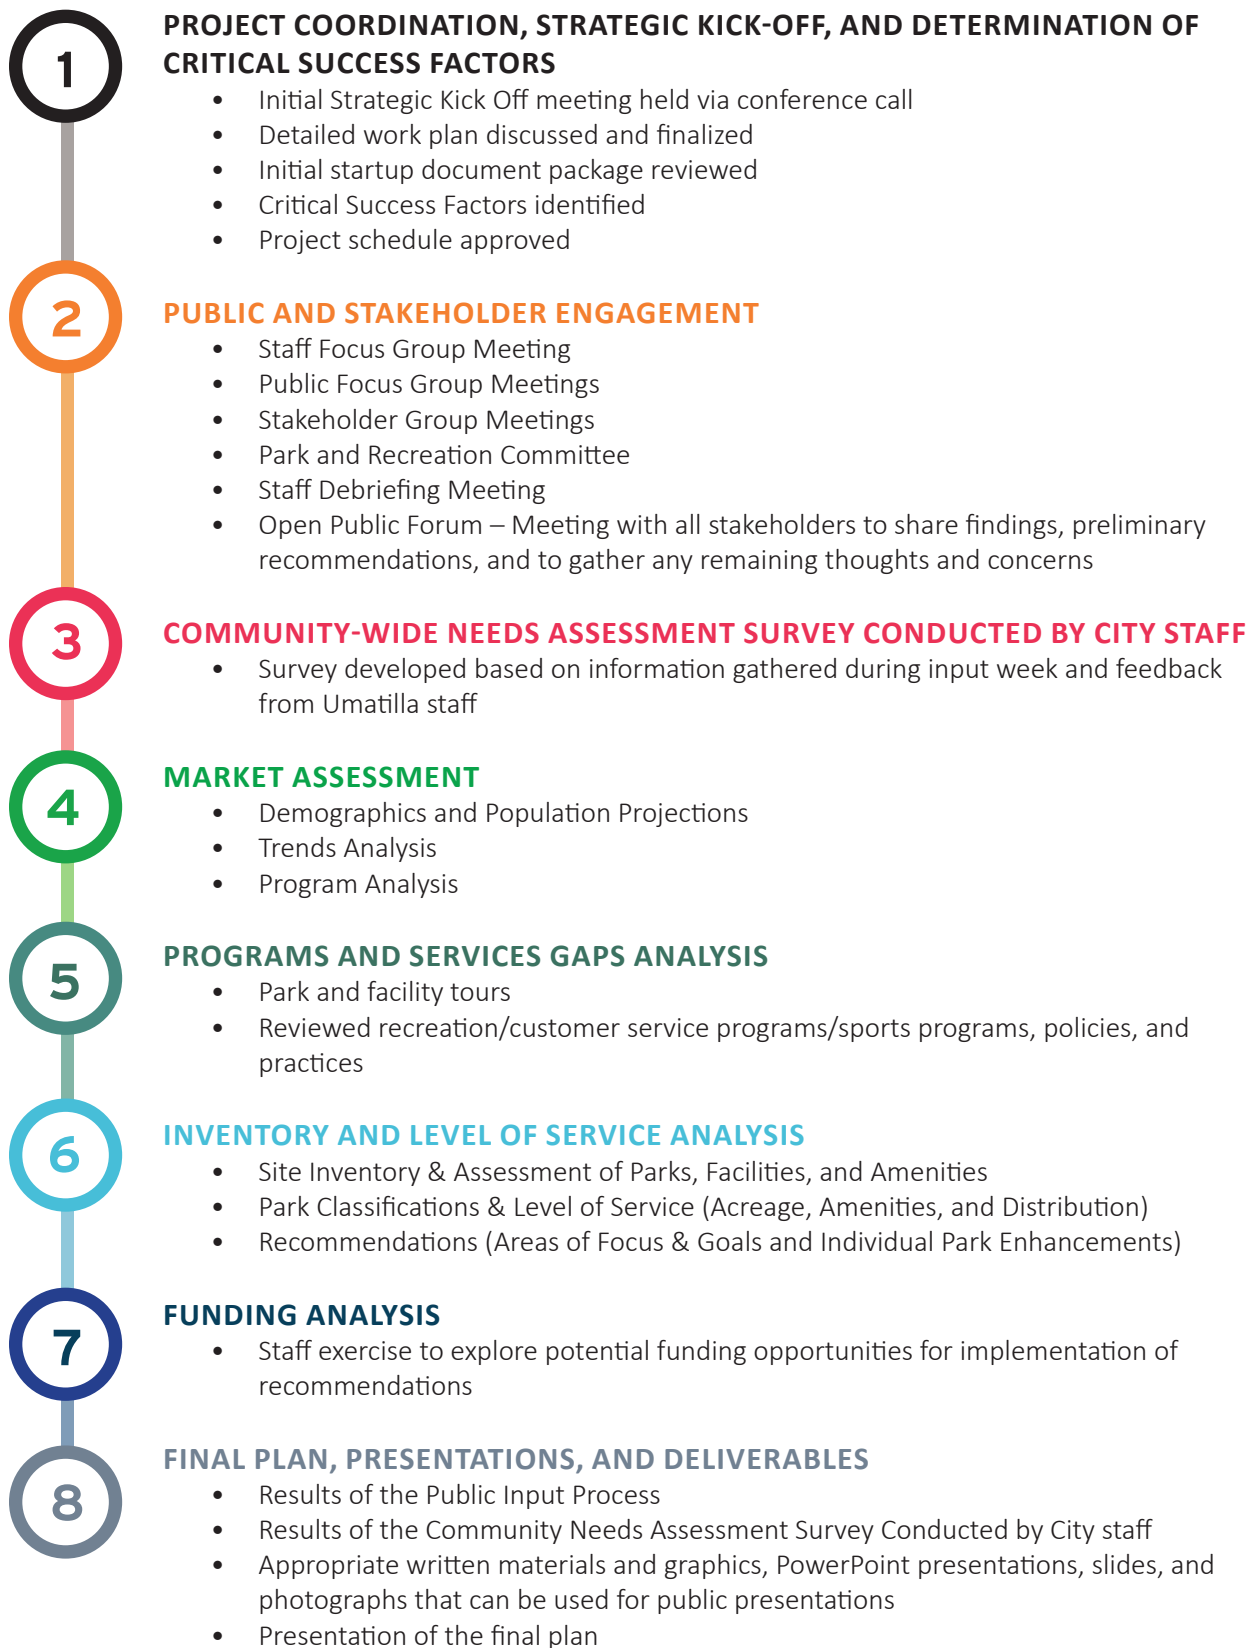 1
PROJECT COORDINATION, STRATEGIC KICK-OFF, AND DETERMINATION OF
CRITICAL SUCCESS FACTORS
• Initial Strategic Kick Off meeting held via conference call
• Detailed work plan discussed and finalized
• Initial startup document package reviewed
• Critical Success Factors identified
• Project schedule approved
2
PUBLIC AND STAKEHOLDER ENGAGEMENT
• Staff Focus Group Meeting
• Public Focus Group Meetings
• Stakeholder Group Meetings
• Park and Recreation Committee
• Staff Debriefing Meeting
• Open Public Forum – Meeting with all stakeholders to share findings, preliminary
recommendations, and to gather any remaining thoughts and concerns
3
COMMUNITY-WIDE NEEDS ASSESSMENT SURVEY CONDUCTED BY CITY STAFF
• Survey developed based on information gathered during input week and feedback
from Umatilla staff
4
MARKET ASSESSMENT
• Demographics and Population Projections
• Trends Analysis
• Program Analysis
5
PROGRAMS AND SERVICES GAPS ANALYSIS
• Park and facility tours
• Reviewed recreation/customer service programs/sports programs, policies, and
practices
6
INVENTORY AND LEVEL OF SERVICE ANALYSIS
• Site Inventory & Assessment of Parks, Facilities, and Amenities
• Park Classifications & Level of Service (Acreage, Amenities, and Distribution)
• Recommendations (Areas of Focus & Goals and Individual Park Enhancements)
7
FUNDING ANALYSIS
• Staff exercise to explore potential funding opportunities for implementation of
recommendations
8
FINAL PLAN, PRESENTATIONS, AND DELIVERABLES
• Results of the Public Input Process
• Results of the Community Needs Assessment Survey Conducted by City staff
• Appropriate written materials and graphics, PowerPoint presentations, slides, and
photographs that can be used for public presentations
• Presentation of the final plan